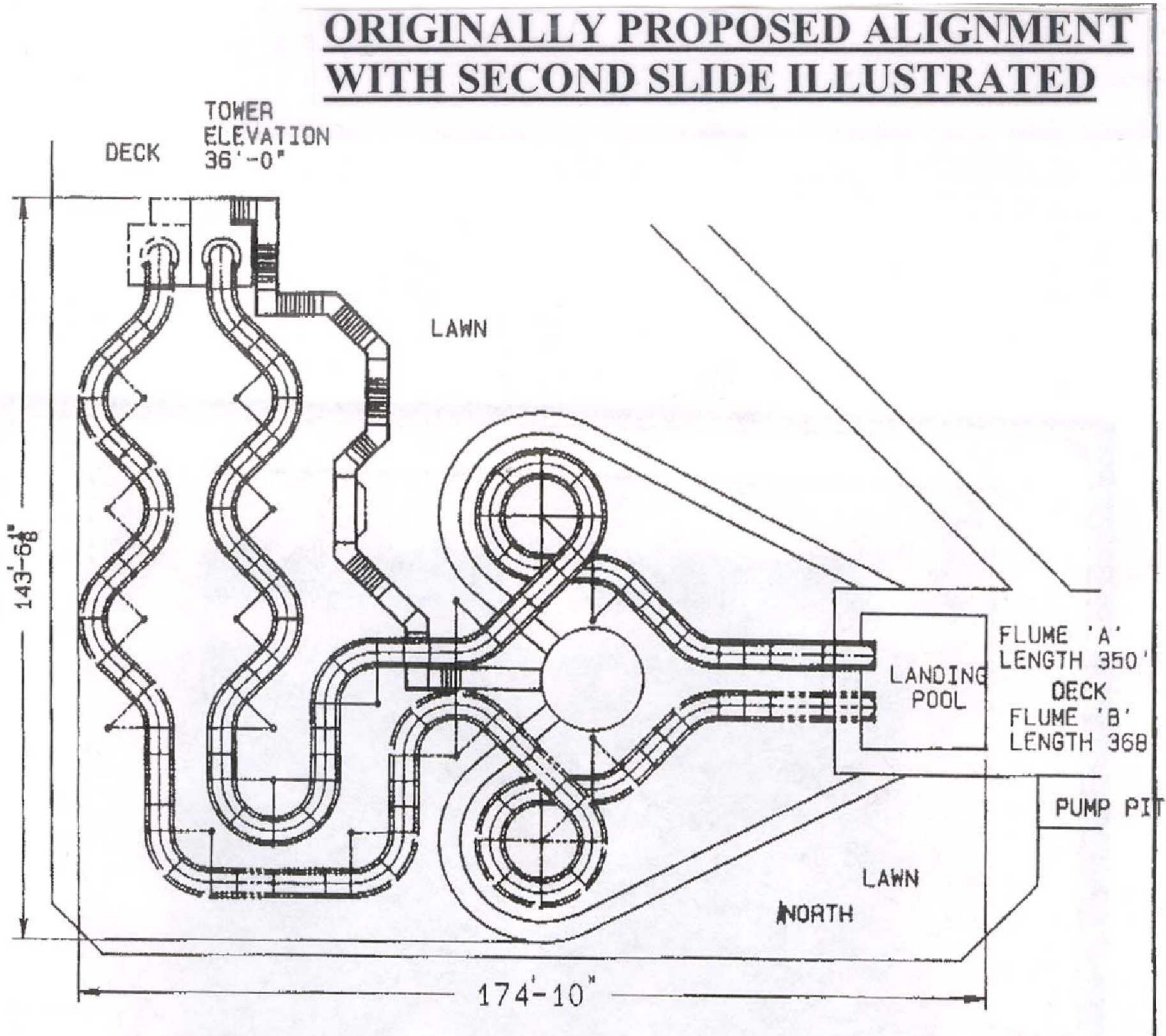 ORIGINALLY PROPOSED ALIGNMENT
WITH SECOND SLIDE ILLUSTRATED
TOWER
ELEVATION
36'-0"
DECK
LAWN
143'-6⅛"
FLUME 'A'
LENGTH 350'
LANDING
POOL
DECK
FLUME 'B'
LENGTH 368
PUMP PIT
LAWN
NORTH
174'-10"